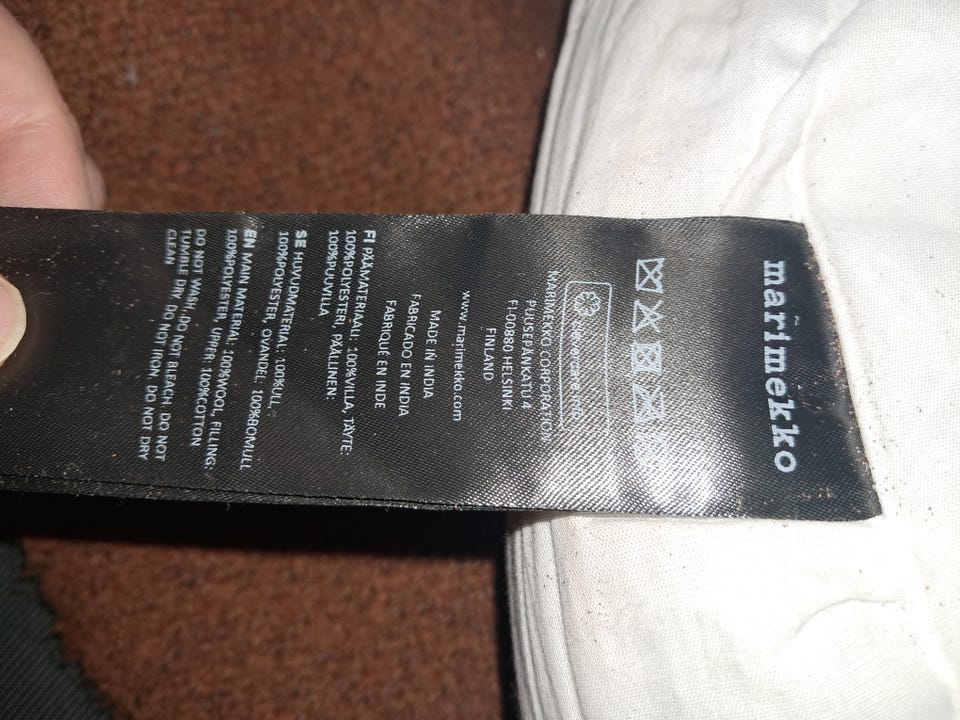 marimekko
clevercare.info
MARIMEKKO CORPORATION
PUUSEPÄNKATU 4
FI-00880 HELSINKI
FINLAND
www.marimekko.com
MADE IN INDIA
FABRICADO EN INDIA
FABRIQUÉ EN INDE
FI PÄÄMATERIAALI: 100%VILLA, TÄYTE:
100%POLYESTERI, PÄÄLLINEN:
100%PUUVILLA
SE HUVUDMATERIAL: 100%ULL,
100%POLYESTER, OVANDEL: 100%BOMULL
EN MAIN MATERIAL: 100%WOOL, FILLING:
100%POLYESTER, UPPER: 100%COTTON
DO NOT WASH, DO NOT BLEACH, DO NOT
TUMBLE DRY, DO NOT IRON, DO NOT DRY
CLEAN